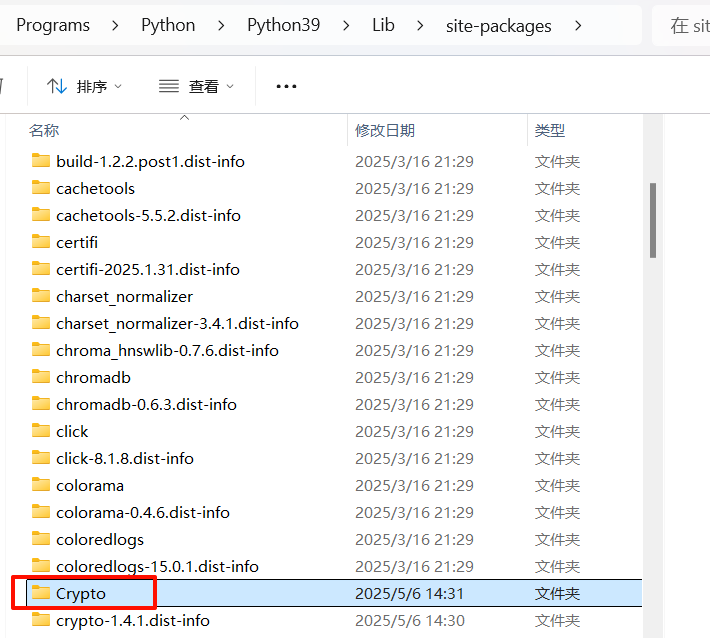 Programs > Python > Python39 > Lib > site-packages >
在 sit
排序 查看 •••
名称 修改日期 类型
build-1.2.2.post1.dist-info 2025/3/16 21:29 文件夹
cachetools 2025/3/16 21:29 文件夹
cachetools-5.5.2.dist-info 2025/3/16 21:29 文件夹
certifi 2025/3/16 21:29 文件夹
certifi-2025.1.31.dist-info 2025/3/16 21:29 文件夹
charset_normalizer 2025/3/16 21:29 文件夹
charset_normalizer-3.4.1.dist-info 2025/3/16 21:29 文件夹
chroma_hnswlib-0.7.6.dist-info 2025/3/16 21:29 文件夹
chromadb 2025/3/16 21:29 文件夹
chromadb-0.6.3.dist-info 2025/3/16 21:29 文件夹
click 2025/3/16 21:29 文件夹
click-8.1.8.dist-info 2025/3/16 21:29 文件夹
colorama 2025/3/16 21:29 文件夹
colorama-0.4.6.dist-info 2025/3/16 21:29 文件夹
coloredlogs 2025/3/16 21:29 文件夹
coloredlogs-15.0.1.dist-info 2025/3/16 21:29 文件夹
Crypto 2025/5/6 14:31 文件夹
crypto-1.4.1.dist-info 2025/5/6 14:30 文件夹